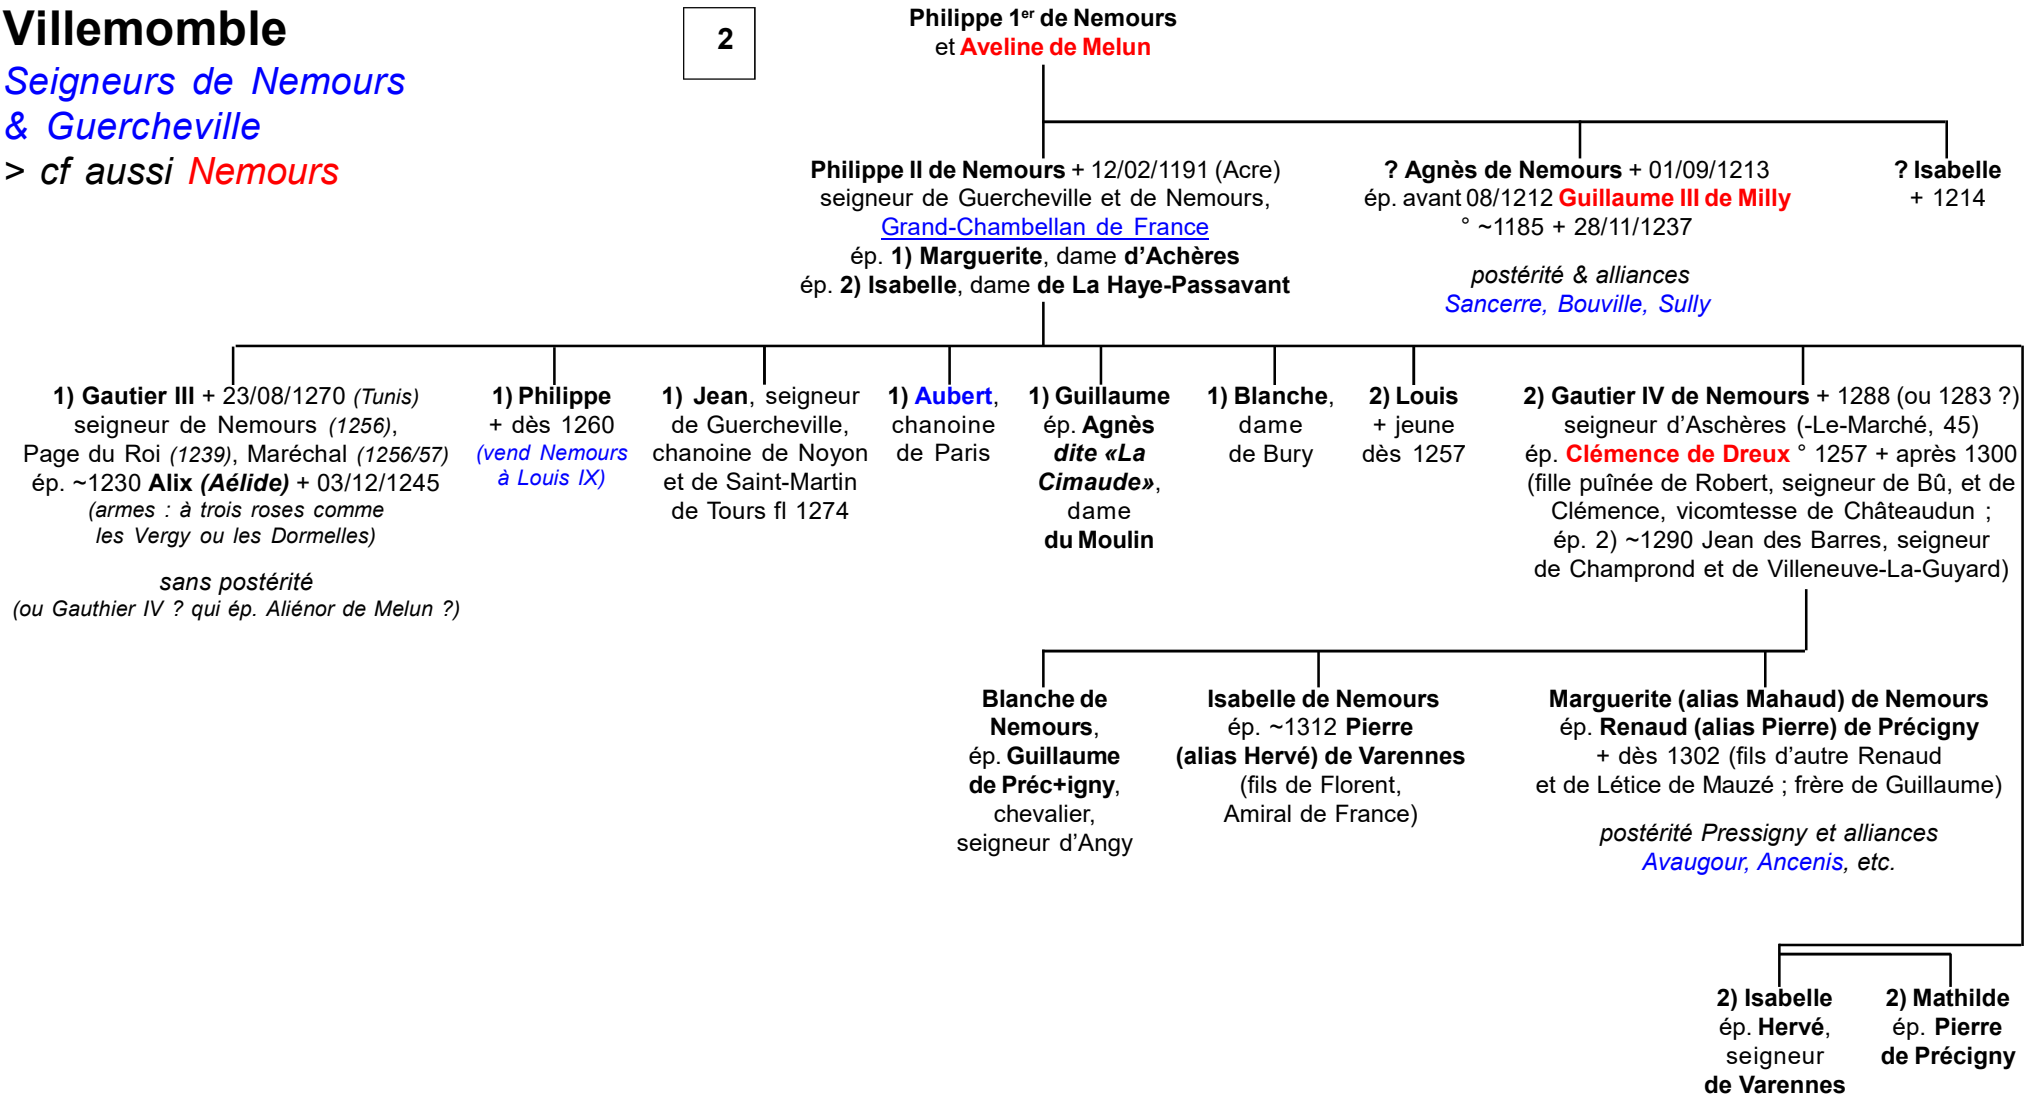 Villemomble
Seigneurs de Nemours
& Guercheville
> cf aussi Nemours
2
Philippe 1er de Nemours
et Aveline de Melun
Philippe II de Nemours + 12/02/1191 (Acre)
seigneur de Guercheville et de Nemours,
Grand-Chambellan de France
ép. 1) Marguerite, dame d'Achères
ép. 2) Isabelle, dame de La Haye-Passavant
? Agnès de Nemours + 01/09/1213
ép. avant 08/1212 Guillaume III de Milly
° ~1185 + 28/11/1237
postérité & alliances
Sancerre, Bouville, Sully
? Isabelle
+ 1214
1) Gautier III + 23/08/1270 (Tunis)
seigneur de Nemours (1256),
Page du Roi (1239), Maréchal (1256/57)
ép. ~1230 Alix (Aélide) + 03/12/1245
(armes : à trois roses comme
les Vergy ou les Dormelles)
sans postérité
(ou Gauthier IV ? qui ép. Aliénor de Melun ?)
1) Philippe
+ dès 1260
(vend Nemours
à Louis IX)
1) Jean, seigneur
de Guercheville,
chanoine de Noyon
et de Saint-Martin
de Tours fl 1274
1) Aubert,
chanoine
de Paris
1) Guillaume
ép. Agnès
dite «La
Cimaude»,
dame
du Moulin
1) Blanche,
dame
de Bury
2) Louis
+ jeune
dès 1257
2) Gautier IV de Nemours + 1288 (ou 1283 ?)
seigneur d'Aschères (-Le-Marché, 45)
ép. Clémence de Dreux ° 1257 + après 1300
(fille puînée de Robert, seigneur de Bû, et de
Clémence, vicomtesse de Châteaudun ;
ép. 2) ~1290 Jean des Barres, seigneur
de Champrond et de Villeneuve-La-Guyard)
Blanche de
Nemours,
ép. Guillaume
de Préc+igny,
chevalier,
seigneur d'Angy
Isabelle de Nemours
ép. ~1312 Pierre
(alias Hervé) de Varennes
(fils de Florent,
Amiral de France)
Marguerite (alias Mahaud) de Nemours
ép. Renaud (alias Pierre) de Précigny
+ dès 1302 (fils d'autre Renaud
et de Létice de Mauzé ; frère de Guillaume)
postérité Pressigny et alliances
Avaugour, Ancenis, etc.
2) Isabelle
ép. Hervé,
seigneur
de Varennes
2) Mathilde
ép. Pierre
de Précigny